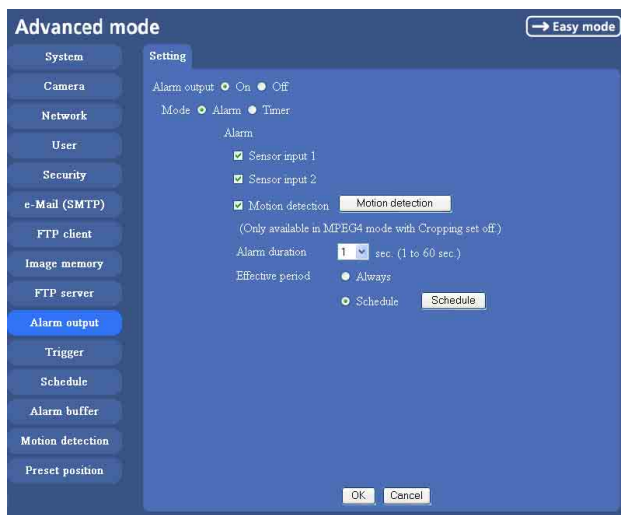 Advanced mode
→ Easy mode
System
Camera
Network
User
Security
e-Mail (SMTP)
FTP client
Image memory
FTP server
Alarm output
Trigger
Schedule
Alarm buffer
Motion detection
Preset position
Setting
Alarm output On Off
Mode Alarm Timer
Alarm
Sensor input 1
Sensor input 2
Motion detection Motion detection
(Only available in MPEG4 mode with Cropping set off.)
Alarm duration 1 sec. (1 to 60 sec.)
Effective period Always
Schedule Schedule
OK Cancel